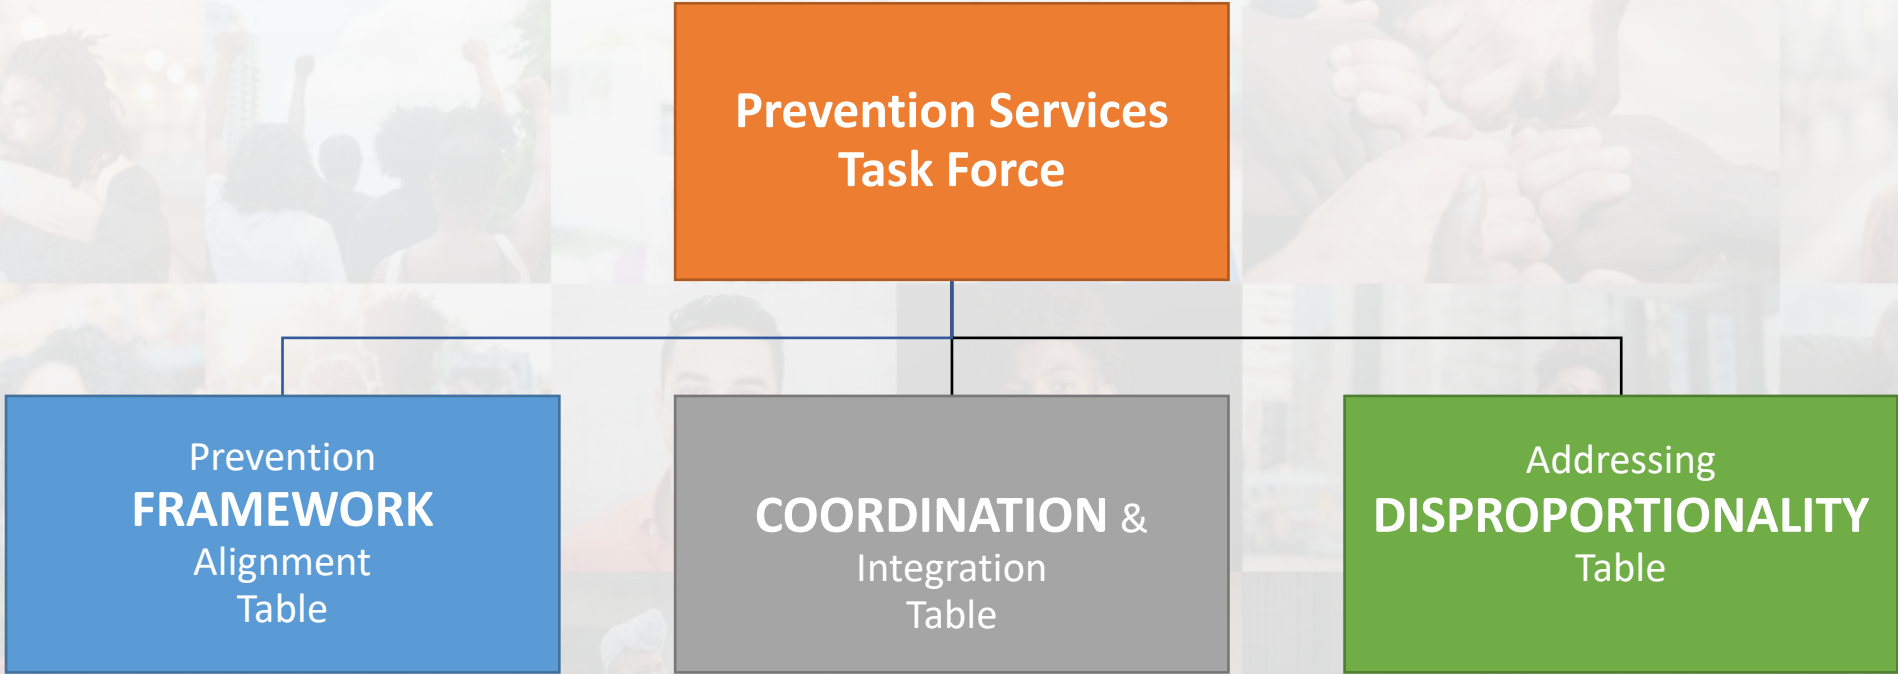 Prevention Services
Task Force
Prevention
FRAMEWORK
Alignment
Table
COORDINATION &
Integration
Table
Addressing
DISPROPORTIONALITY
Table